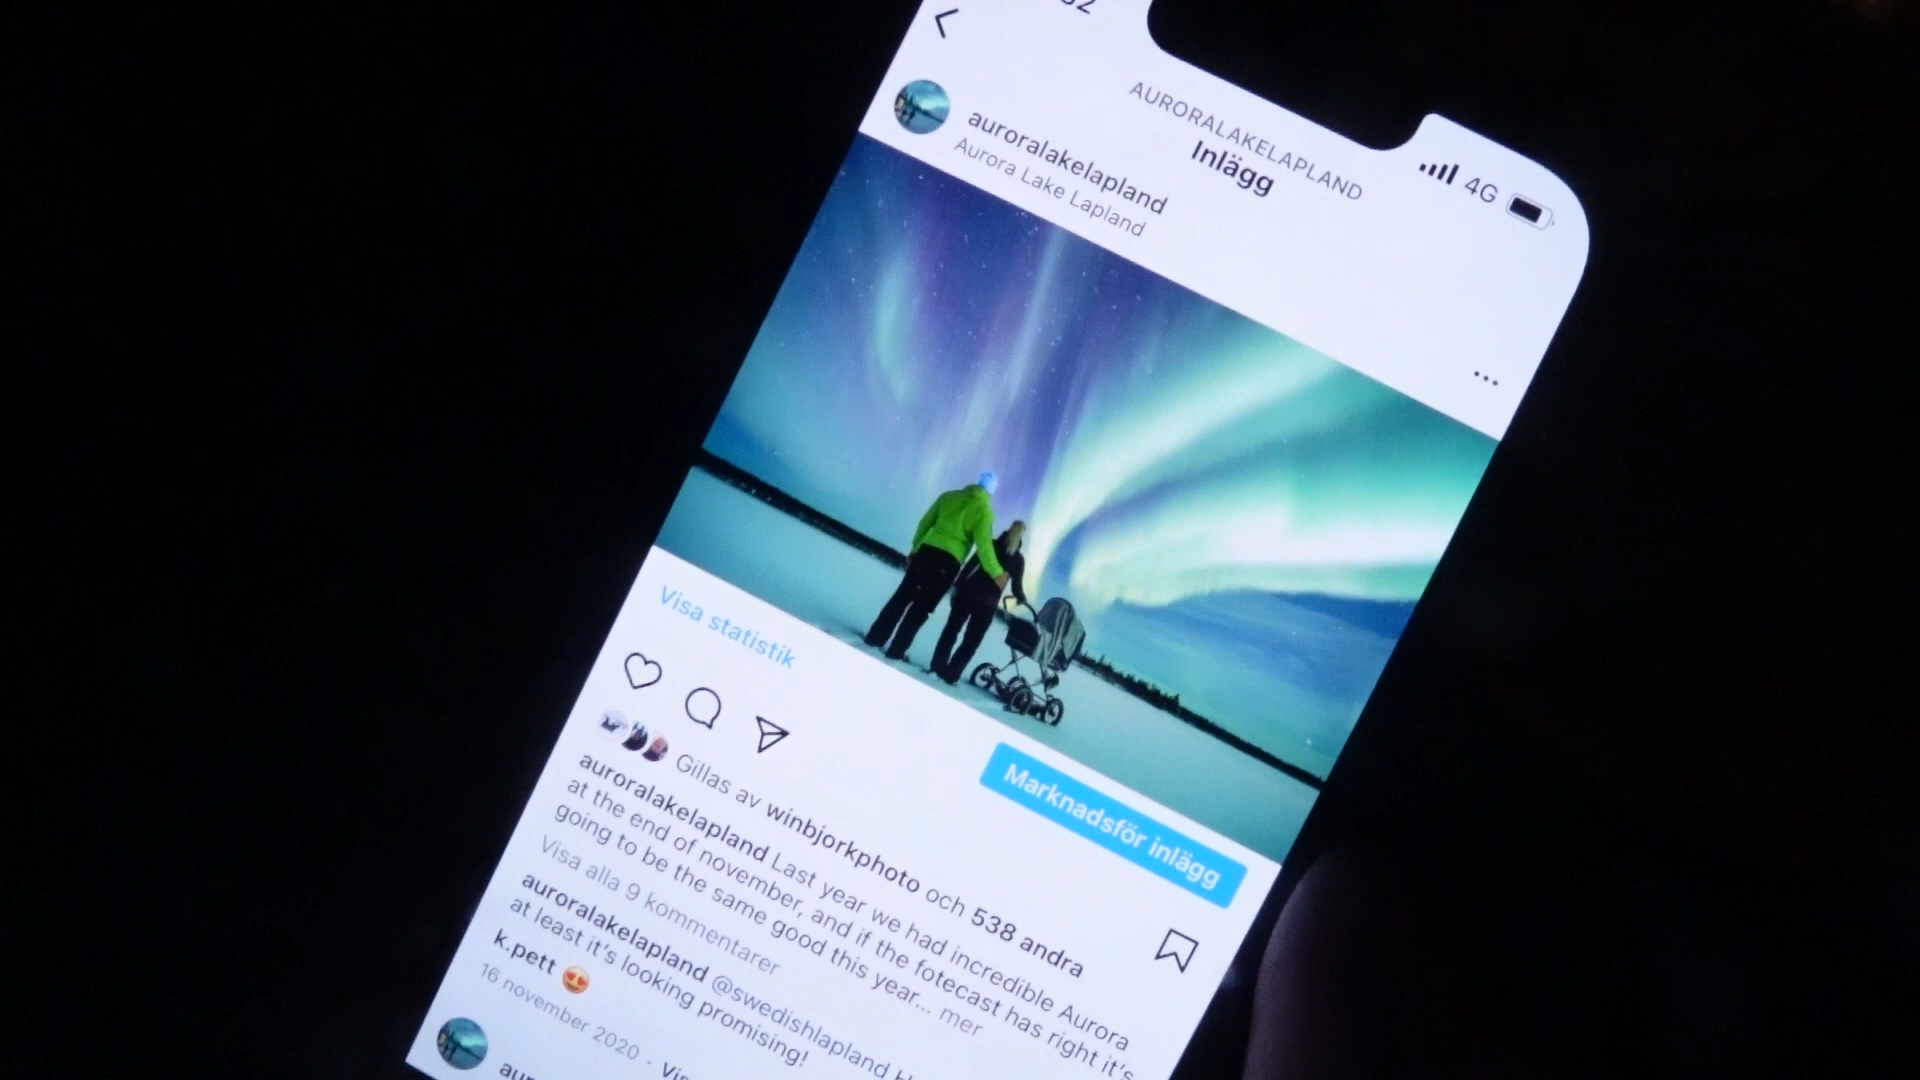 AURORALAKELAPLAND
Inlägg
4G
auroralakelapland
Aurora Lake Lapland
Visa statistik
Marknadsför inlägg
Gillas av winbjorkphoto och 538 andra
auroralakelapland Last year we had incredible Aurora
at the end of november, and if the fotecast has right it's
going to be the same good this year... mer
Visa alla 9 kommentarer
auroralakelapland @swedishlapland
at least it's looking promising!
k.pett 😍
16 november 2020 ·